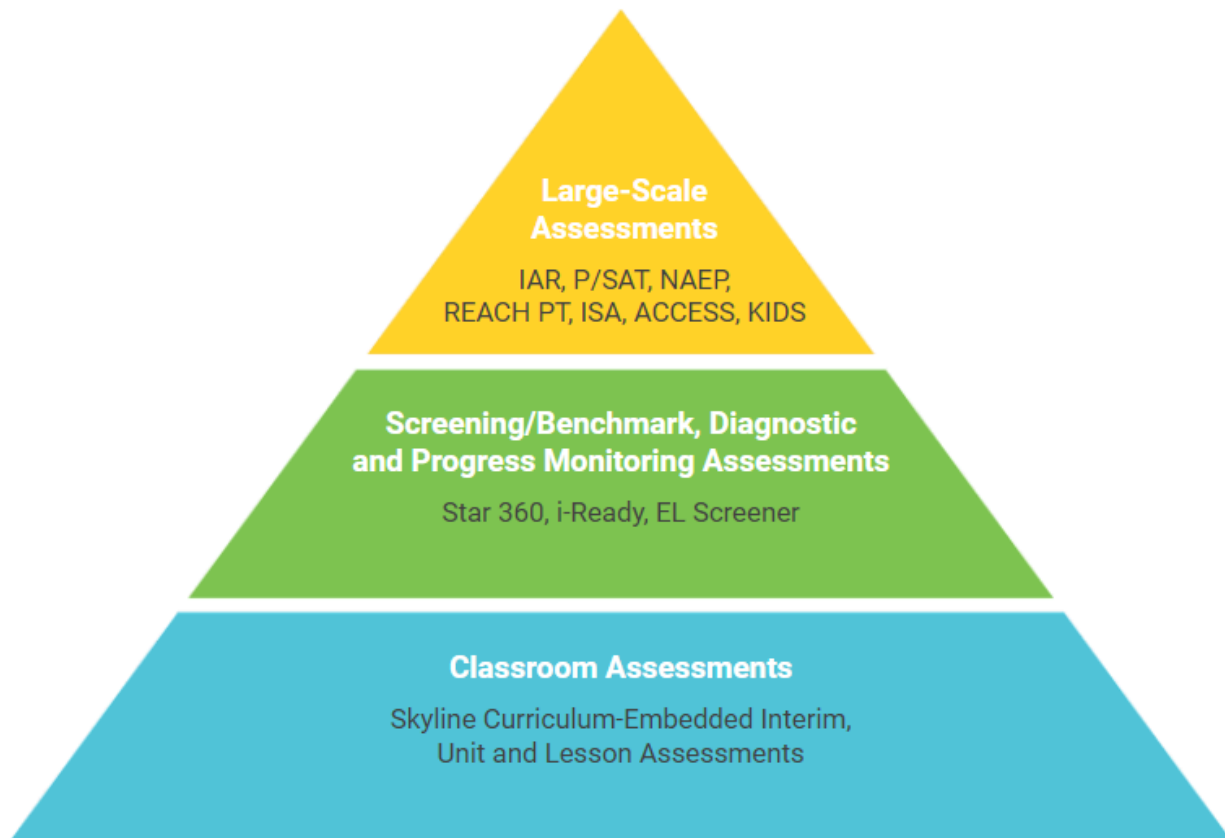 Large-Scale
Assessments
IAR, P/SAT, NAEP,
REACH PT, ISA, ACCESS, KIDS
Screening/Benchmark, Diagnostic
and Progress Monitoring Assessments
Star 360, i-Ready, EL Screener
Classroom Assessments
Skyline Curriculum-Embedded Interim,
Unit and Lesson Assessments